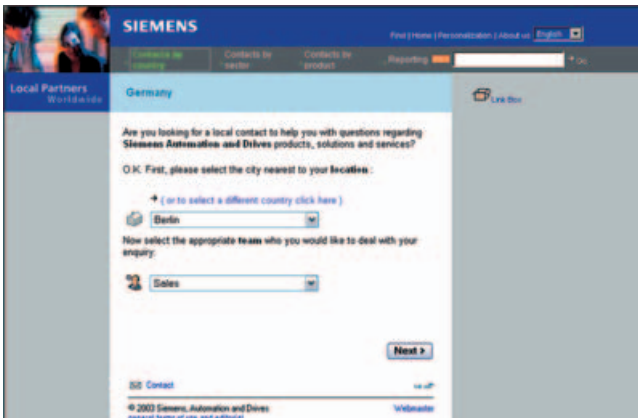 SIEMENS
Find | Home | Personalization | About us English
Contacts by country
Contacts by sector
Contacts by product
Reporting
Go
Local Partners
Worldwide
Germany
Link Box
Are you looking for a local contact to help you with questions regarding
Siemens Automation and Drives products, solutions and services?
O.K. First, please select the city nearest to your location :
( or to select a different country click here )
Berlin
Now select the appropriate team who you would like to deal with your
enquiry:
Sales
Next >
Contact
© 2003 Siemens, Automation and Drives
Webmaster